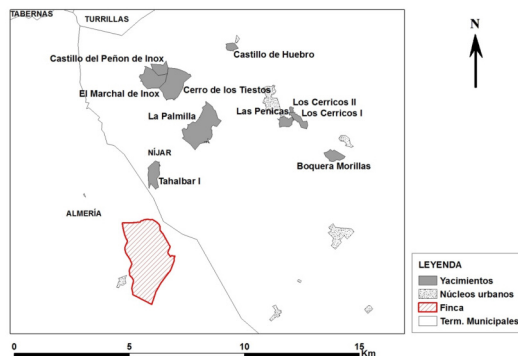 TABERNAS
TURRILLAS
N
Castillo de Huebro
Castillo del Peñon de Inox
Cerro de los Tiestos
El Marchal de Inox
Los Cerricos II
Las Penicas
Los Cerricos I
La Palmilla
NÍJAR
Boquera Morillas
Tahalbar I
ALMERÍA
LEYENDA
Yacimientos
Núcleos urbanos
Finca
Term. Municipales
0 5 10 15
Km